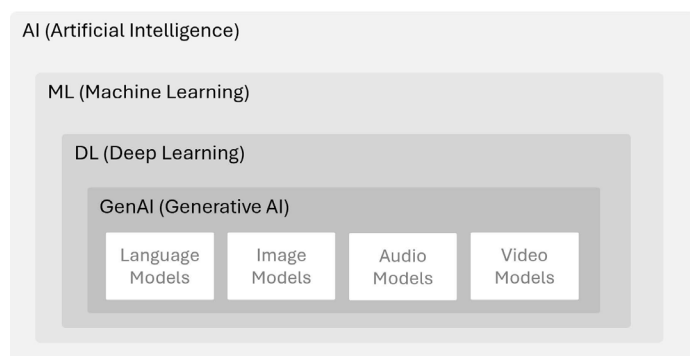 AI (Artificial Intelligence)
ML (Machine Learning)
DL (Deep Learning)
GenAI (Generative AI)
Language
Models
Image
Models
Audio
Models
Video
Models